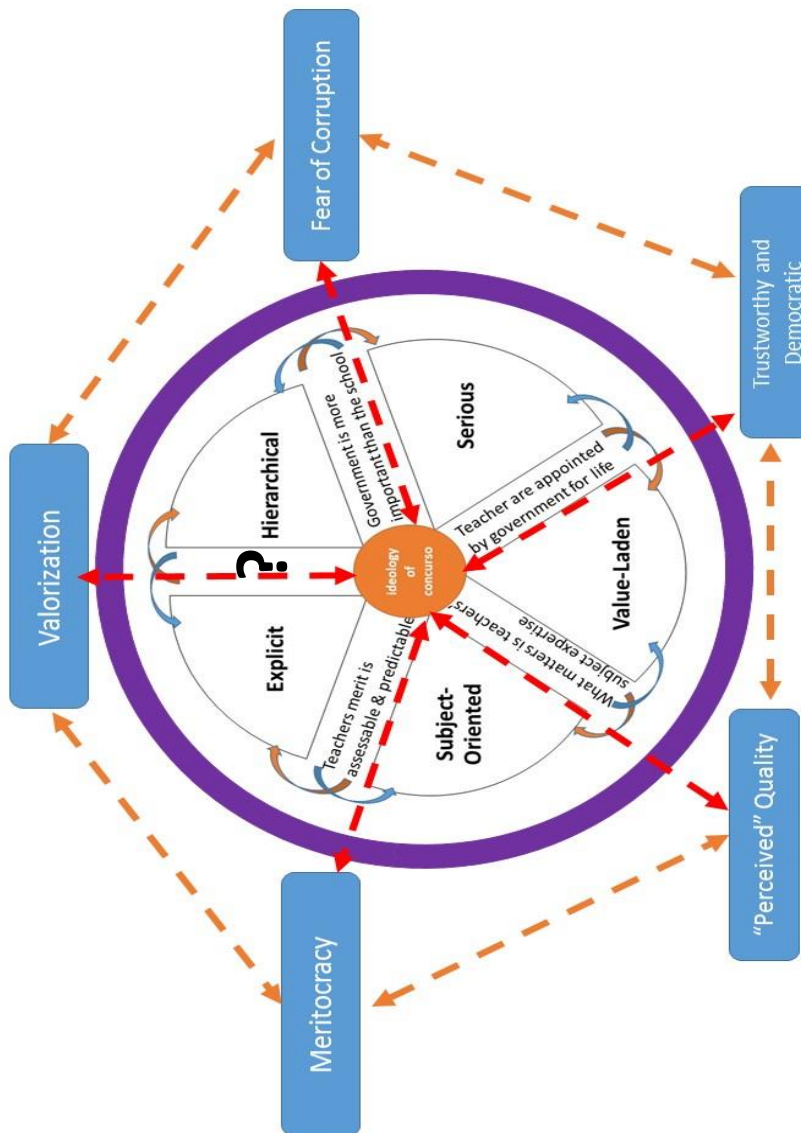 Valorization
Fear of Corruption
Trustworthy and
Democratic
"Perceived" Quality
Meritocracy
Explicit
Hierarchical
Serious
Value-Laden
Subject-
Oriented
?
Government is more
important than the school
Teacher are appointed
by government for life
What matters is teachers'
subject expertise
Teachers merit is
assessable & predictable
ideology
of
concurso